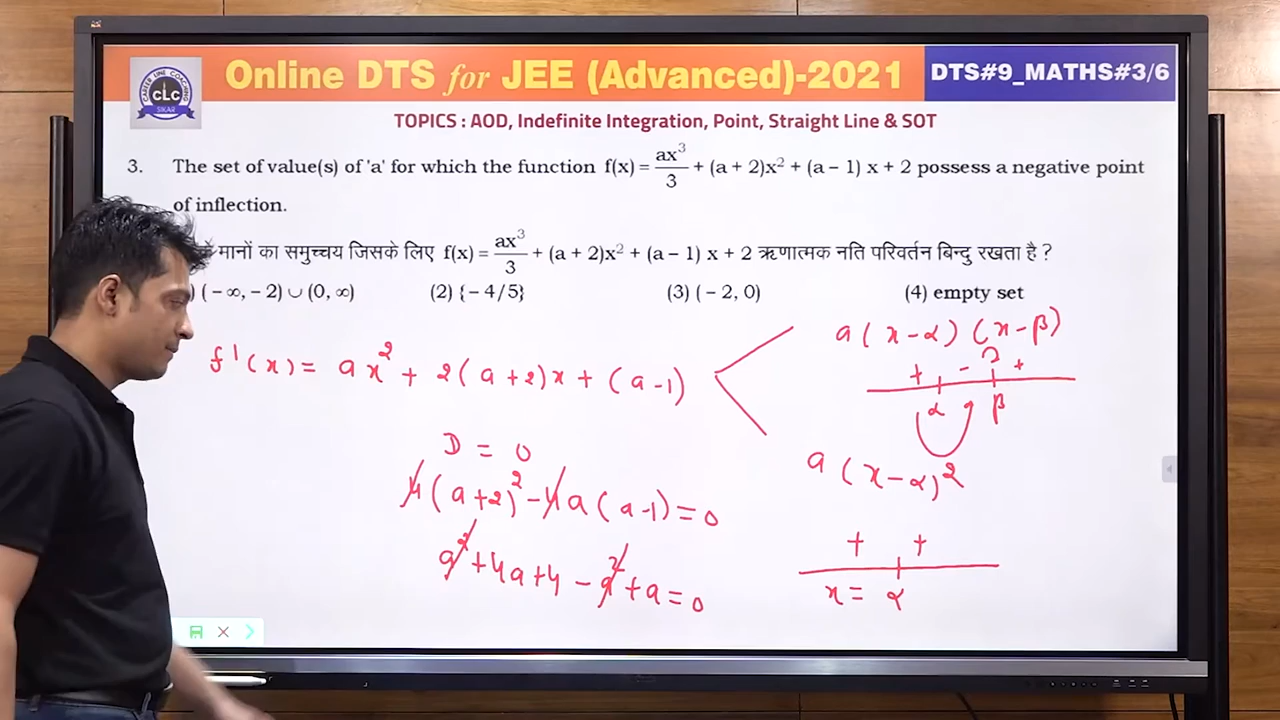 Online DTS for JEE (Advanced)-2021
DTS#9_MATHS#3/6
CAREER LINE COACHING
CLC
SIKAR
TOPICS : AOD, Indefinite Integration, Point, Straight Line & SOT
3. The set of value(s) of 'a' for which the function f(x) = ax³/3 + (a + 2)x² + (a – 1) x + 2 possess a negative point
of inflection.
मानों का समुच्चय जिसके लिए f(x) = ax³/3 + (a + 2)x² + (a – 1) x + 2 ऋणात्मक नति परिवर्तन बिन्दु रखता है ?
) (– ∞, – 2) ∪ (0, ∞) (2) {– 4/5} (3) (– 2, 0) (4) empty set
f'(x) = ax² + 2(a+2)x + (a-1)
a(x-α)(x-β)
+ - +
α β
D = 0
4(a+2)² - 4a(a-1) = 0
a² + 4a + 4 - a² + a = 0
a(x-α)²
+ +
x = α